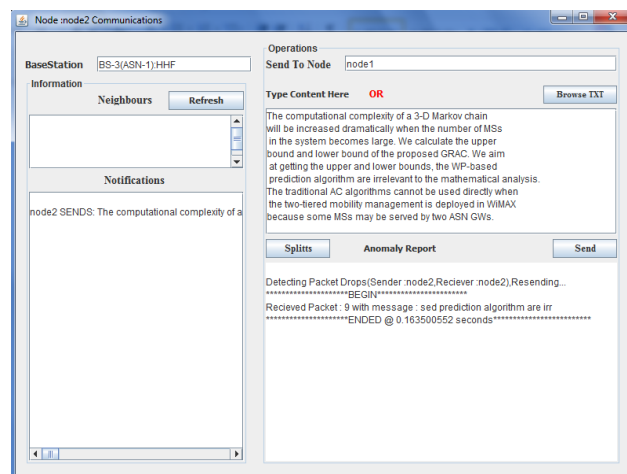 Node :node2 Communications
BaseStation BS-3(ASN-1):HHF
Information
Neighbours Refresh
Notifications
node2 SENDS: The computational complexity of a
Operations
Send To Node node1
Type Content Here OR Browse TXT
The computational complexity of a 3-D Markov chain
will be increased dramatically when the number of MSs
in the system becomes large. We calculate the upper
bound and lower bound of the proposed GRAC. We aim
at getting the upper and lower bounds, the WP-based
prediction algorithm are irrelevant to the mathematical analysis.
The traditional AC algorithms cannot be used directly when
the two-tiered mobility management is deployed in WiMAX
because some MSs may be served by two ASN GWs.
Splitts Anomaly Report Send
Detecting Packet Drops(Sender :node2,Reciever :node2),Resending...
*********************BEGIN***********************
Recieved Packet : 9 with message : sed prediction algorithm are irr
*********************ENDED @ 0.163500552 seconds*************************